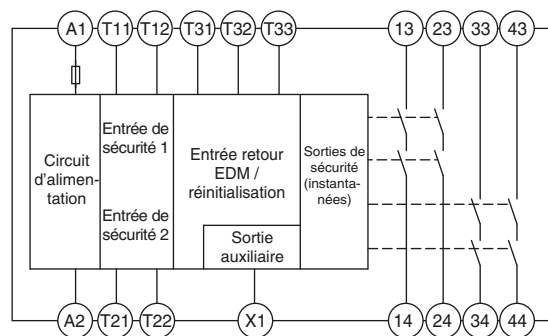 A1 T11 T12 T31 T32 T33 13 23 33 43
Circuit
d'alimen-
tation
Entrée de
sécurité 1
Entrée de
sécurité 2
Entrée retour
EDM /
réinitialisation
Sortie
auxiliaire
Sorties de
sécurité
(instanta-
nées)
A2 T21 T22 X1 14 24 34 44